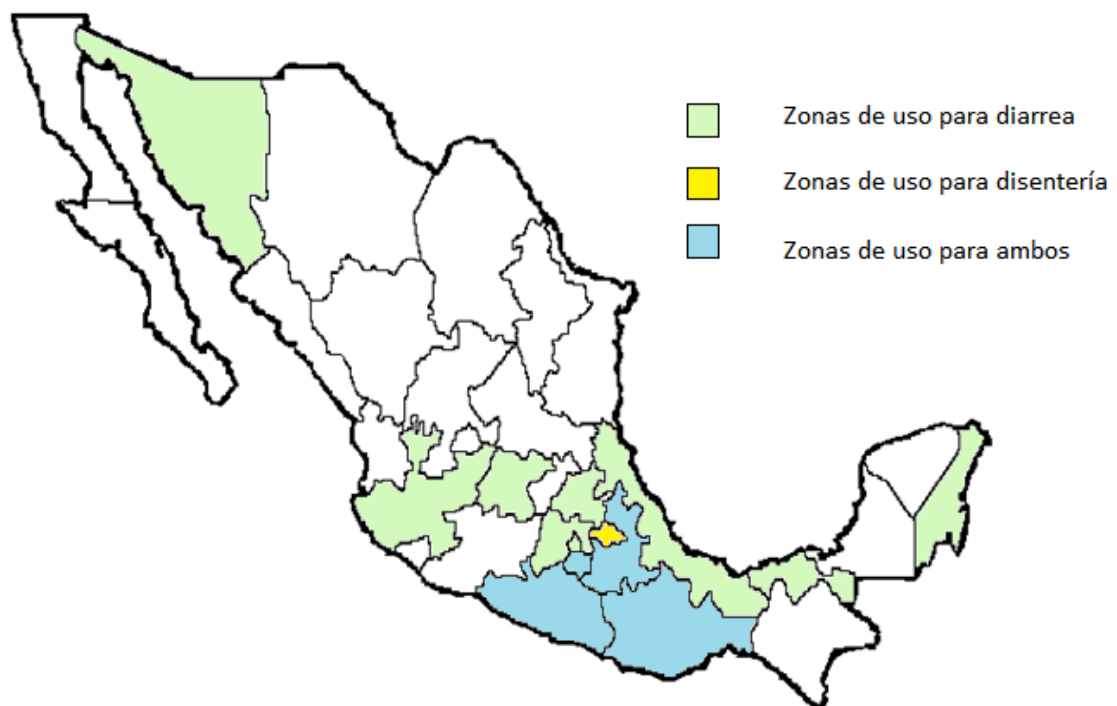 Zonas de uso para diarrea
Zonas de uso para disentería
Zonas de uso para ambos